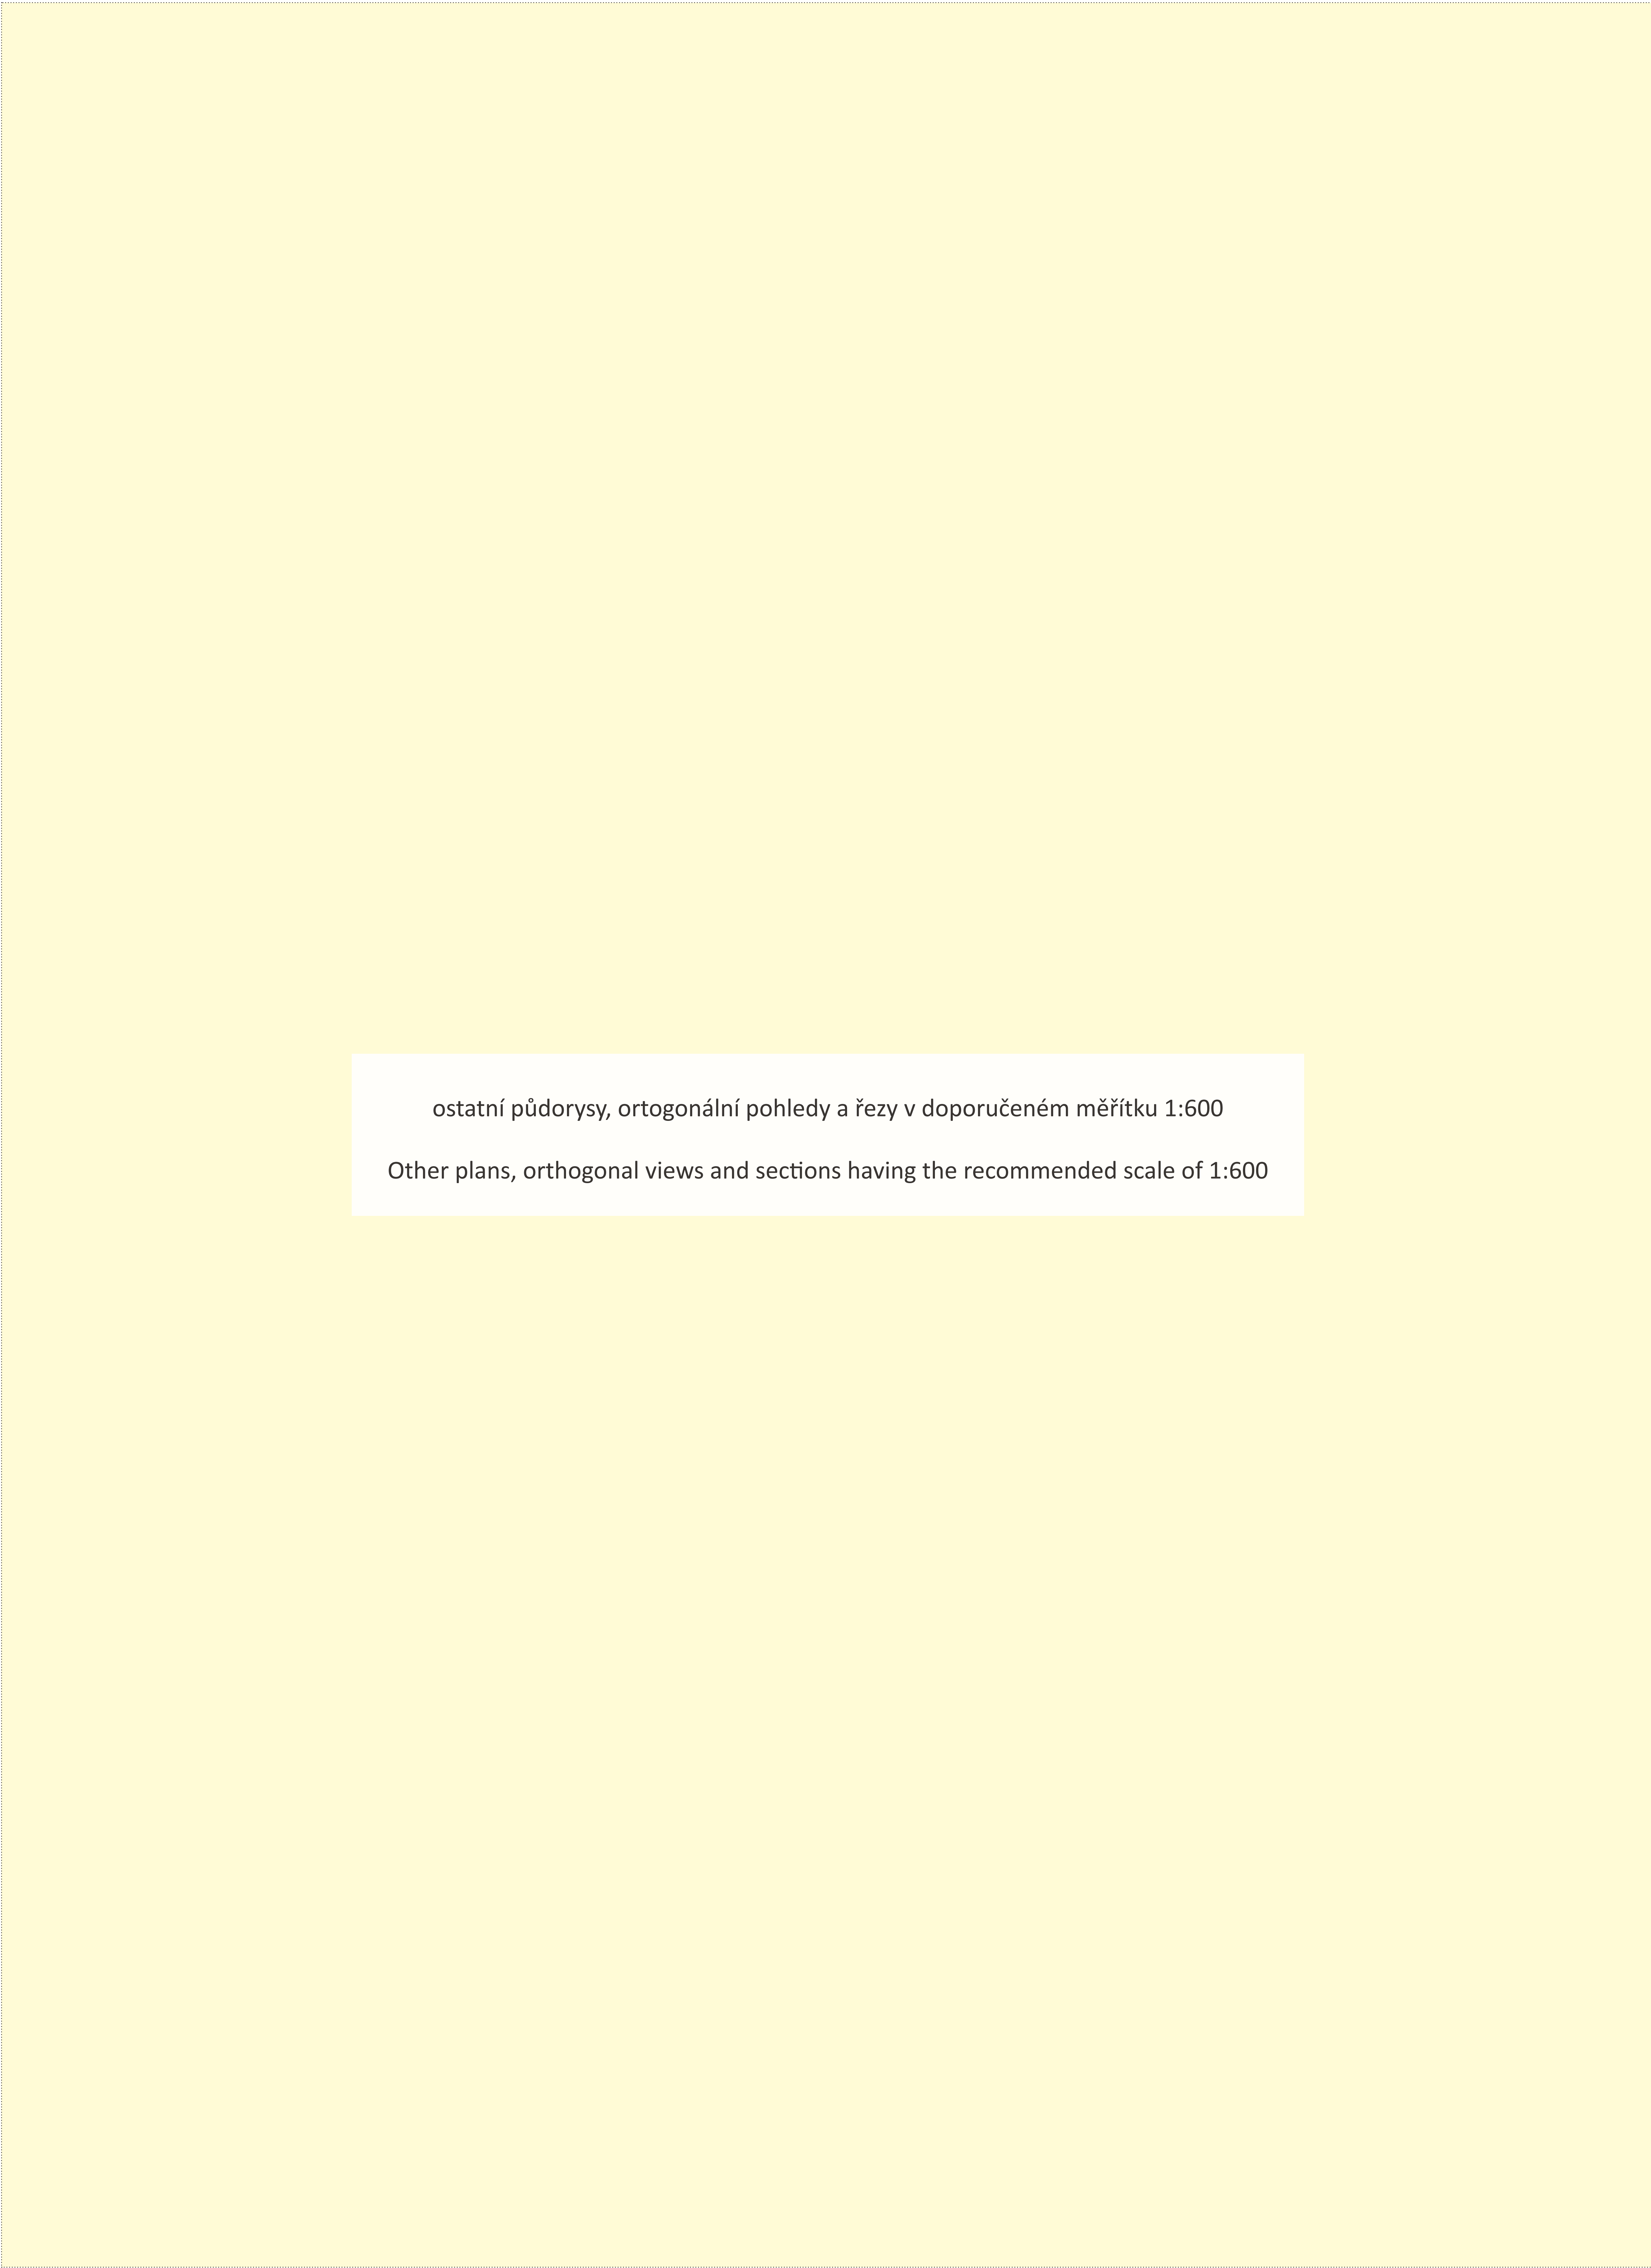 ostatní půdorysy, ortogonální pohledy a řezy v doporučeném měřítku 1:600
Other plans, orthogonal views and sections having the recommended scale of 1:600